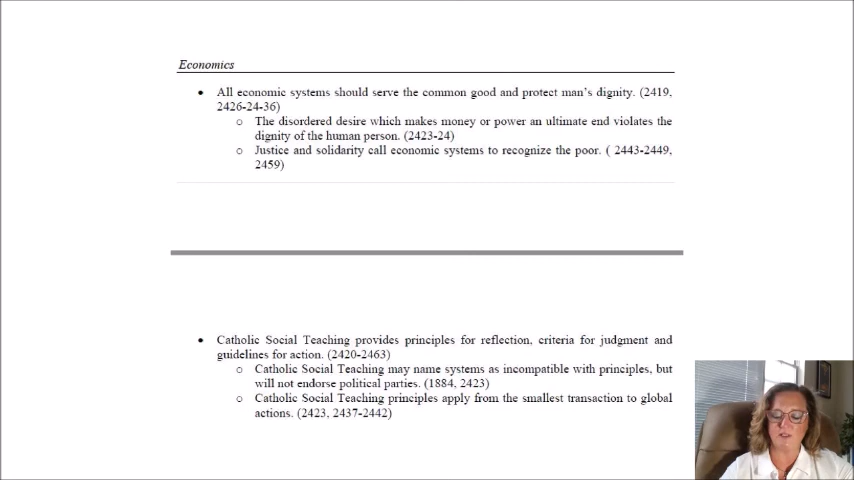 Economics
• All economic systems should serve the common good and protect man's dignity. (2419,
2426-24-36)
o The disordered desire which makes money or power an ultimate end violates the
dignity of the human person. (2423-24)
o Justice and solidarity call economic systems to recognize the poor. ( 2443-2449,
2459)
• Catholic Social Teaching provides principles for reflection, criteria for judgment and
guidelines for action. (2420-2463)
o Catholic Social Teaching may name systems as incompatible with principles, but
will not endorse political parties. (1884, 2423)
o Catholic Social Teaching principles apply from the smallest transaction to global
actions. (2423, 2437-2442)